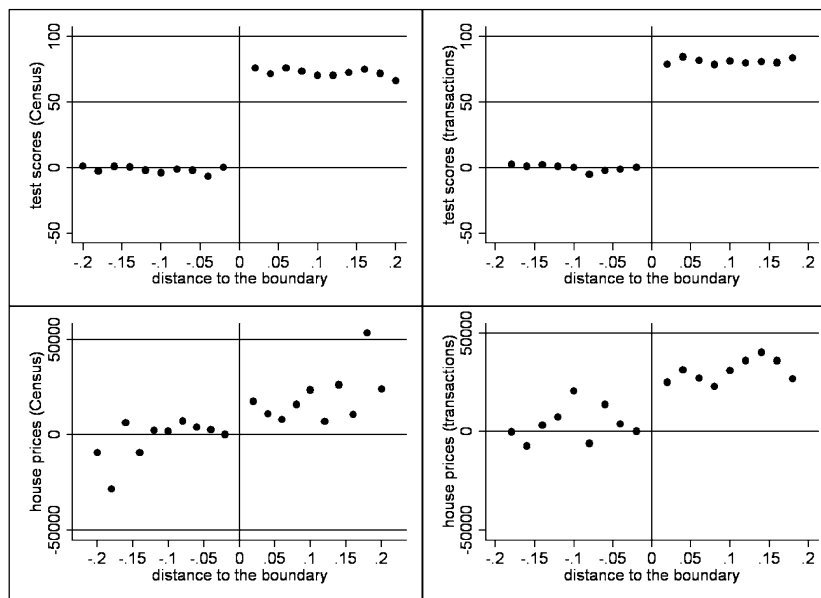 test scores (Census)
100
50
0
-50
-.2 -.15 -.1 -.05 0 .05 .1 .15 .2
distance to the boundary
test scores (transactions)
100
50
0
-50
-.2 -.15 -.1 -.05 0 .05 .1 .15 .2
distance to the boundary
house prices (Census)
50000
0
-50000
-.2 -.15 -.1 -.05 0 .05 .1 .15 .2
distance to the boundary
house prices (transactions)
50000
0
-50000
-.2 -.15 -.1 -.05 0 .05 .1 .15 .2
distance to the boundary